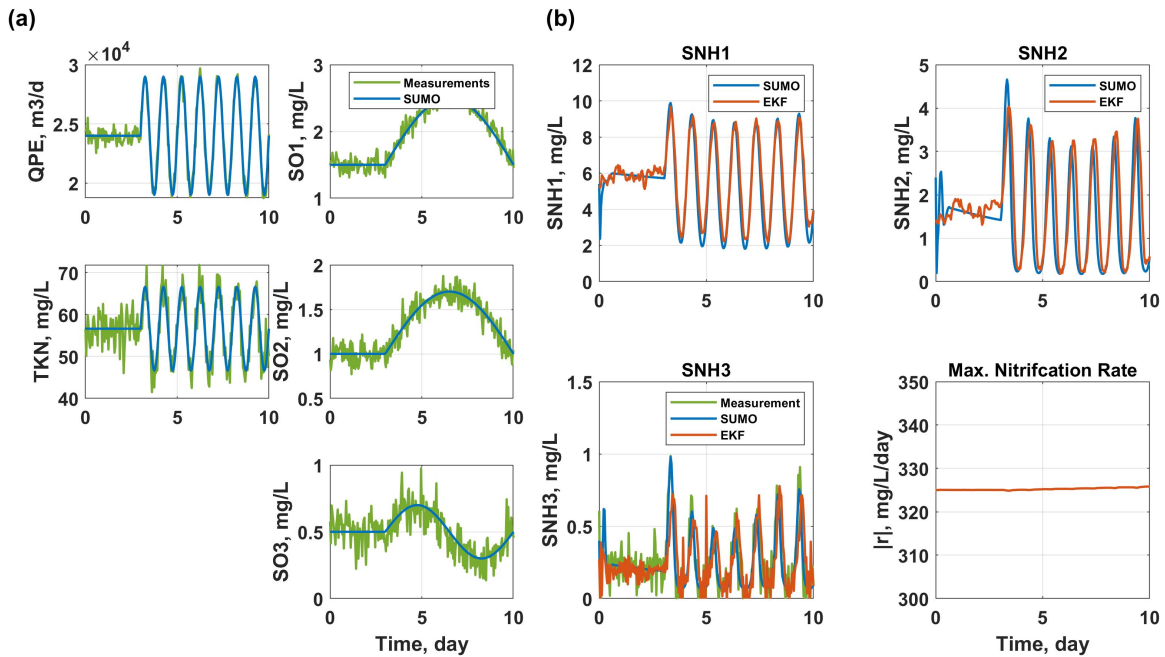 (a)
×10⁴
3
2.5
2
0
5
10
QPE, m3/d
3
2
1
0
5
10
SO1, mg/L
Measurements
SUMO
70
60
50
40
0
5
10
TKN, mg/L
2
1.5
1
0.5
0
5
10
SO2, mg/L
1
0.5
0
0
5
10
SO3, mg/L
Time, day
(b)
SNH1
12
10
8
6
4
2
0
0
5
10
SNH1, mg/L
SUMO
EKF
SNH2
5
4
3
2
1
0
0
5
10
SNH2, mg/L
SUMO
EKF
SNH3
1.5
1
0.5
0
0
5
10
SNH3, mg/L
Measurement
SUMO
EKF
Max. Nitrifcation Rate
350
340
330
320
310
300
0
5
10
|r|, mg/L/day
Time, day